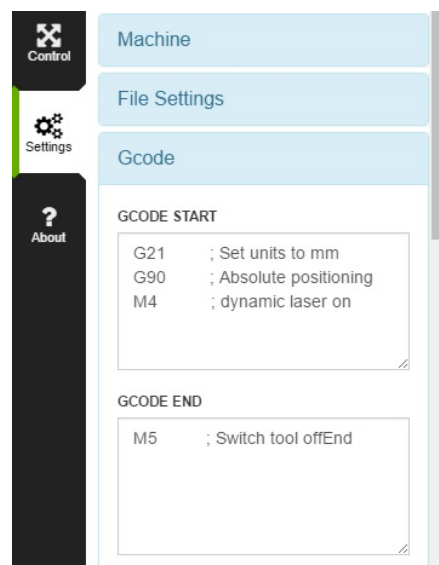 Control
Settings
?
About
Machine
File Settings
Gcode
GCODE START
G21 ; Set units to mm
G90 ; Absolute positioning
M4 ; dynamic laser on
GCODE END
M5 ; Switch tool offEnd